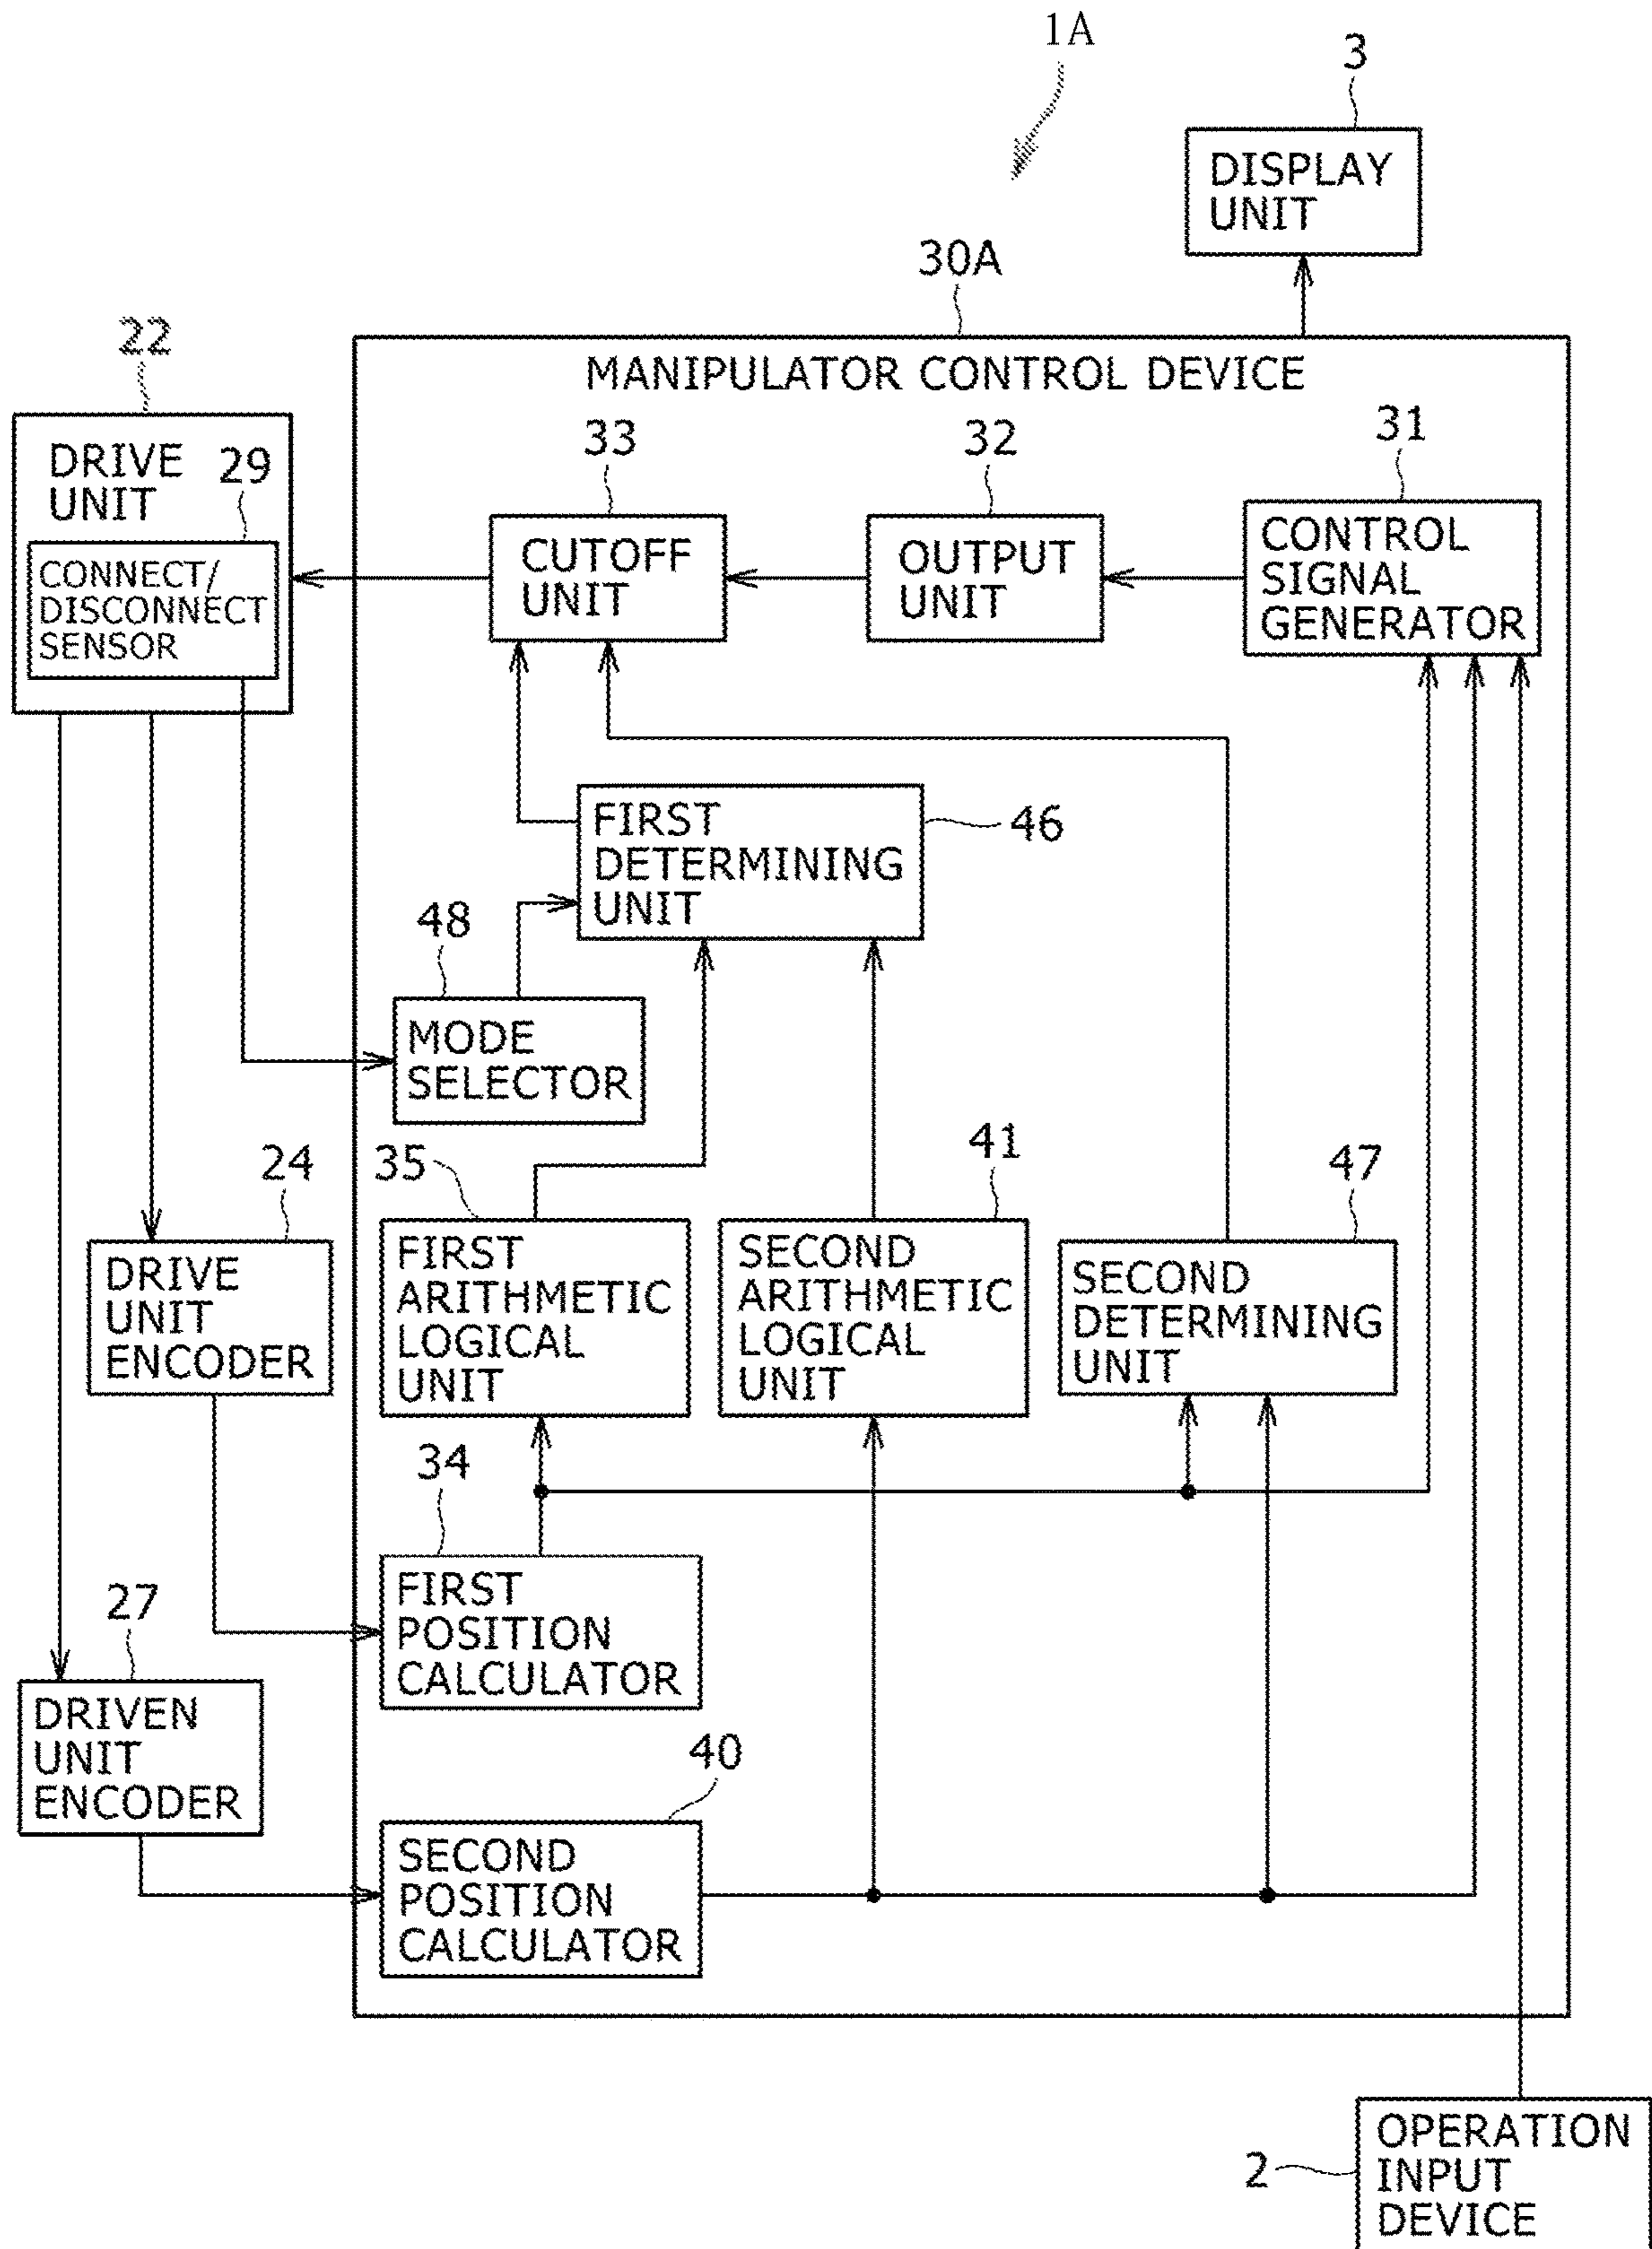 1A
3
DISPLAY
UNIT
30A
22
MANIPULATOR CONTROL DEVICE
DRIVE
UNIT
29
CONNECT/
DISCONNECT
SENSOR
33
CUTOFF
UNIT
32
OUTPUT
UNIT
31
CONTROL
SIGNAL
GENERATOR
FIRST
DETERMINING
UNIT
46
48
MODE
SELECTOR
24
DRIVE
UNIT
ENCODER
35
FIRST
ARITHMETIC
LOGICAL
UNIT
41
SECOND
ARITHMETIC
LOGICAL
UNIT
47
SECOND
DETERMINING
UNIT
34
FIRST
POSITION
CALCULATOR
27
DRIVEN
UNIT
ENCODER
40
SECOND
POSITION
CALCULATOR
2
OPERATION
INPUT
DEVICE